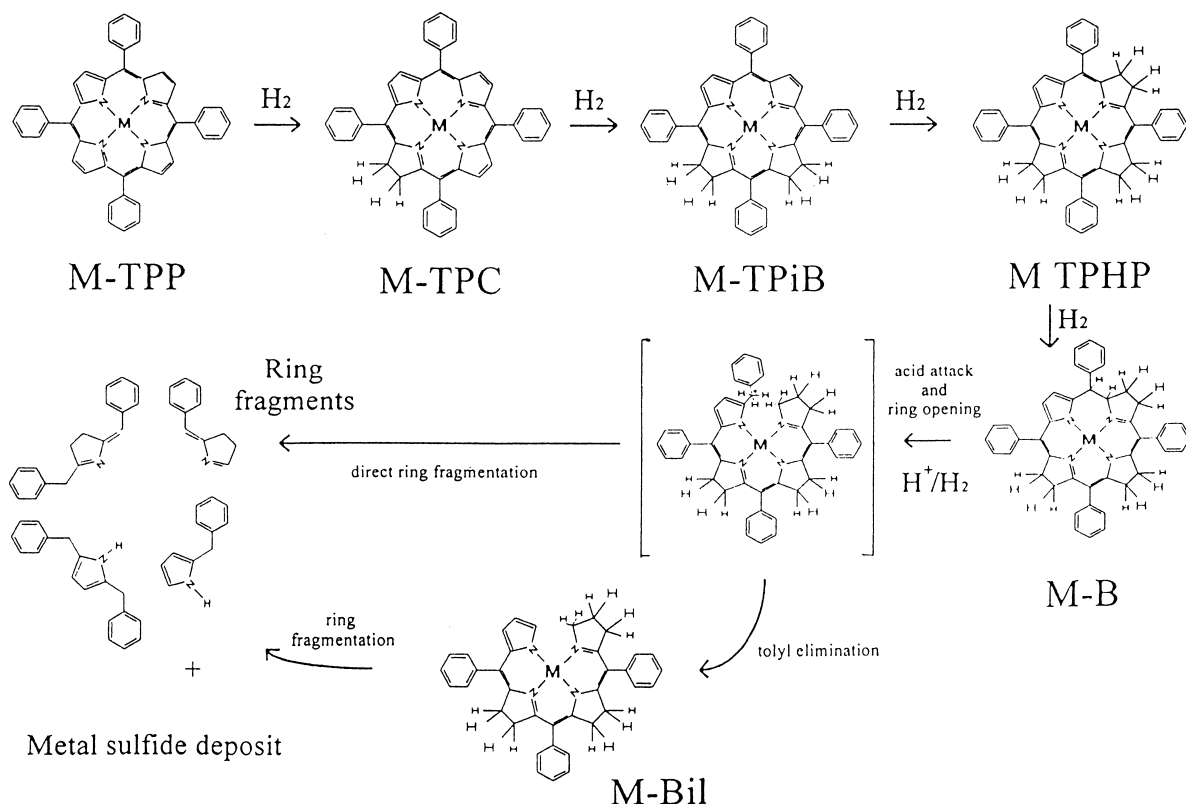 H2
H2
H2
M-TPP
M-TPC
M-TPiB
M TPHP
H2
Ring
fragments
direct ring fragmentation
acid attack
and
ring opening
H+/H2
M-B
ring
fragmentation
tolyl elimination
+
Metal sulfide deposit
M-Bil